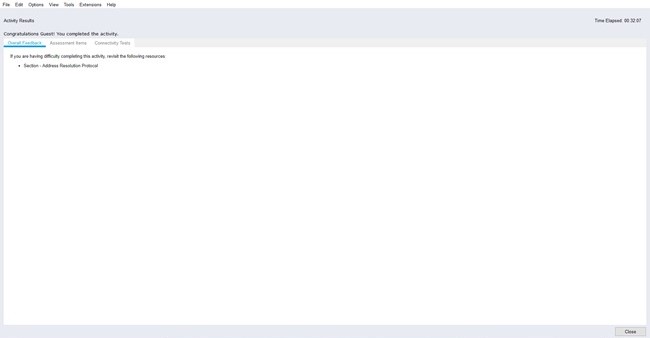 File Edit Options View Tools Extensions Help
Activity Results Time Elapsed: 00:32:07
Congratulations Guest! You completed the activity.
Overall Feedback Assessment Items Connectivity Tests
If you are having difficulty completing this activity, revisit the following resources:
• Section - Address Resolution Protocol
Close